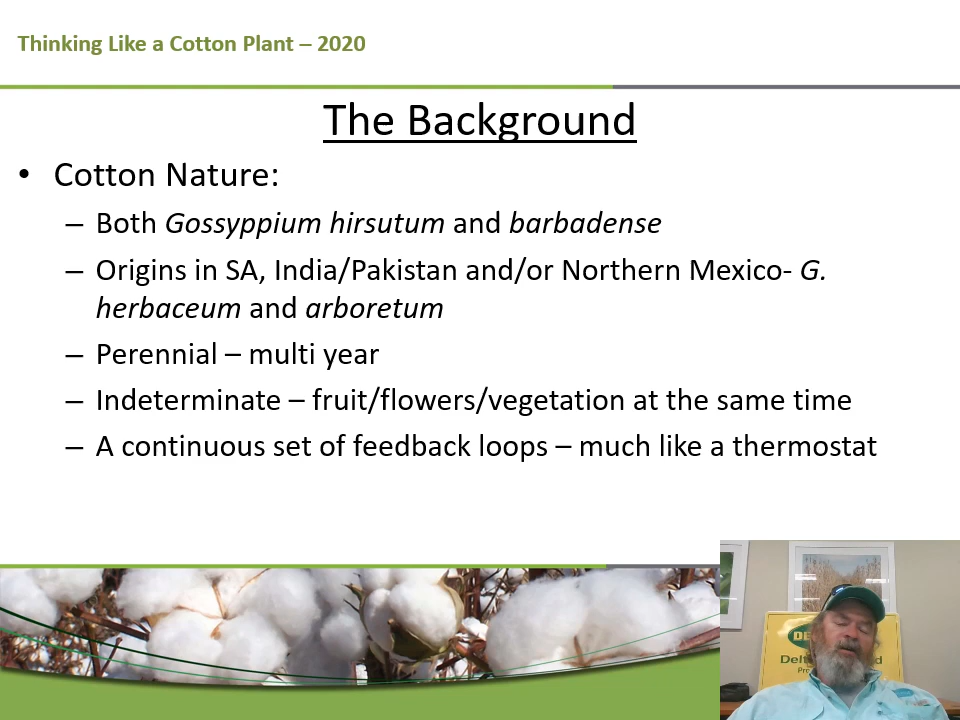 Thinking Like a Cotton Plant – 2020
The Background
• Cotton Nature:
– Both Gossyppium hirsutum and barbadense
– Origins in SA, India/Pakistan and/or Northern Mexico- G.
herbaceum and arboretum
– Perennial – multi year
– Indeterminate – fruit/flowers/vegetation at the same time
– A continuous set of feedback loops – much like a thermostat